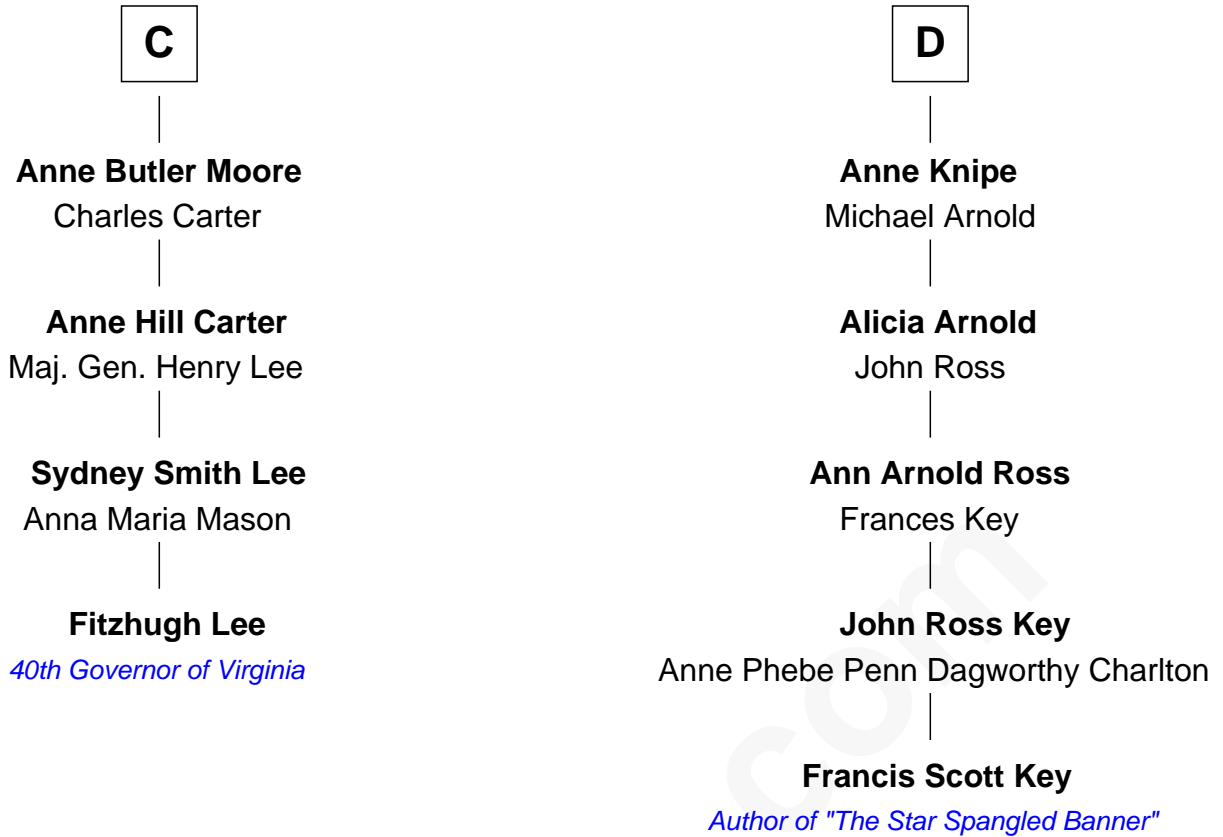 C
Anne Butler Moore
Charles Carter
Anne Hill Carter
Maj. Gen. Henry Lee
Sydney Smith Lee
Anna Maria Mason
Fitzhugh Lee
40th Governor of Virginia
D
Anne Knipe
Michael Arnold
Alicia Arnold
John Ross
Ann Arnold Ross
Frances Key
John Ross Key
Anne Phebe Penn Dagworthy Charlton
Francis Scott Key
Author of "The Star Spangled Banner"
com